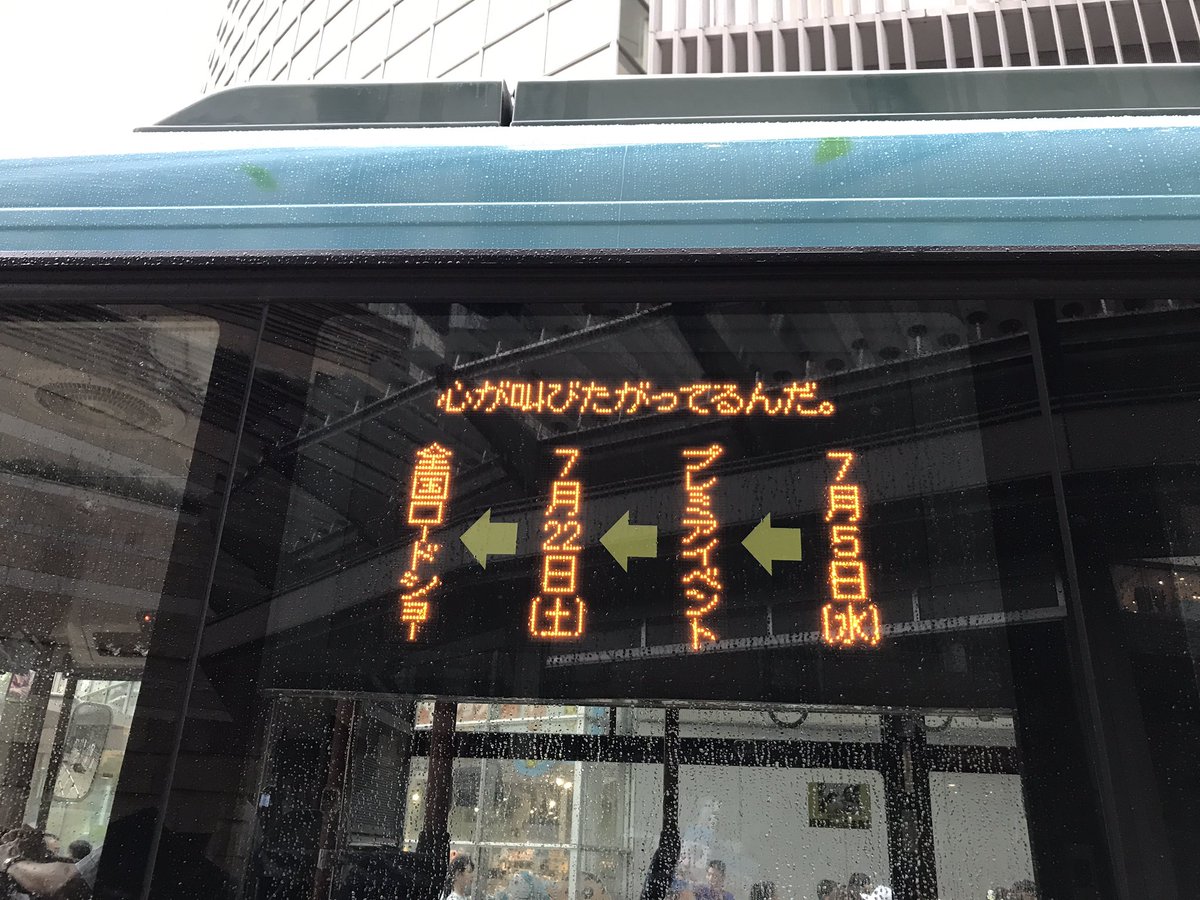 心が叫びたがってるんだ。
7月5日(水)
プレミアイベント
7月22日(土)
全国ロードショー